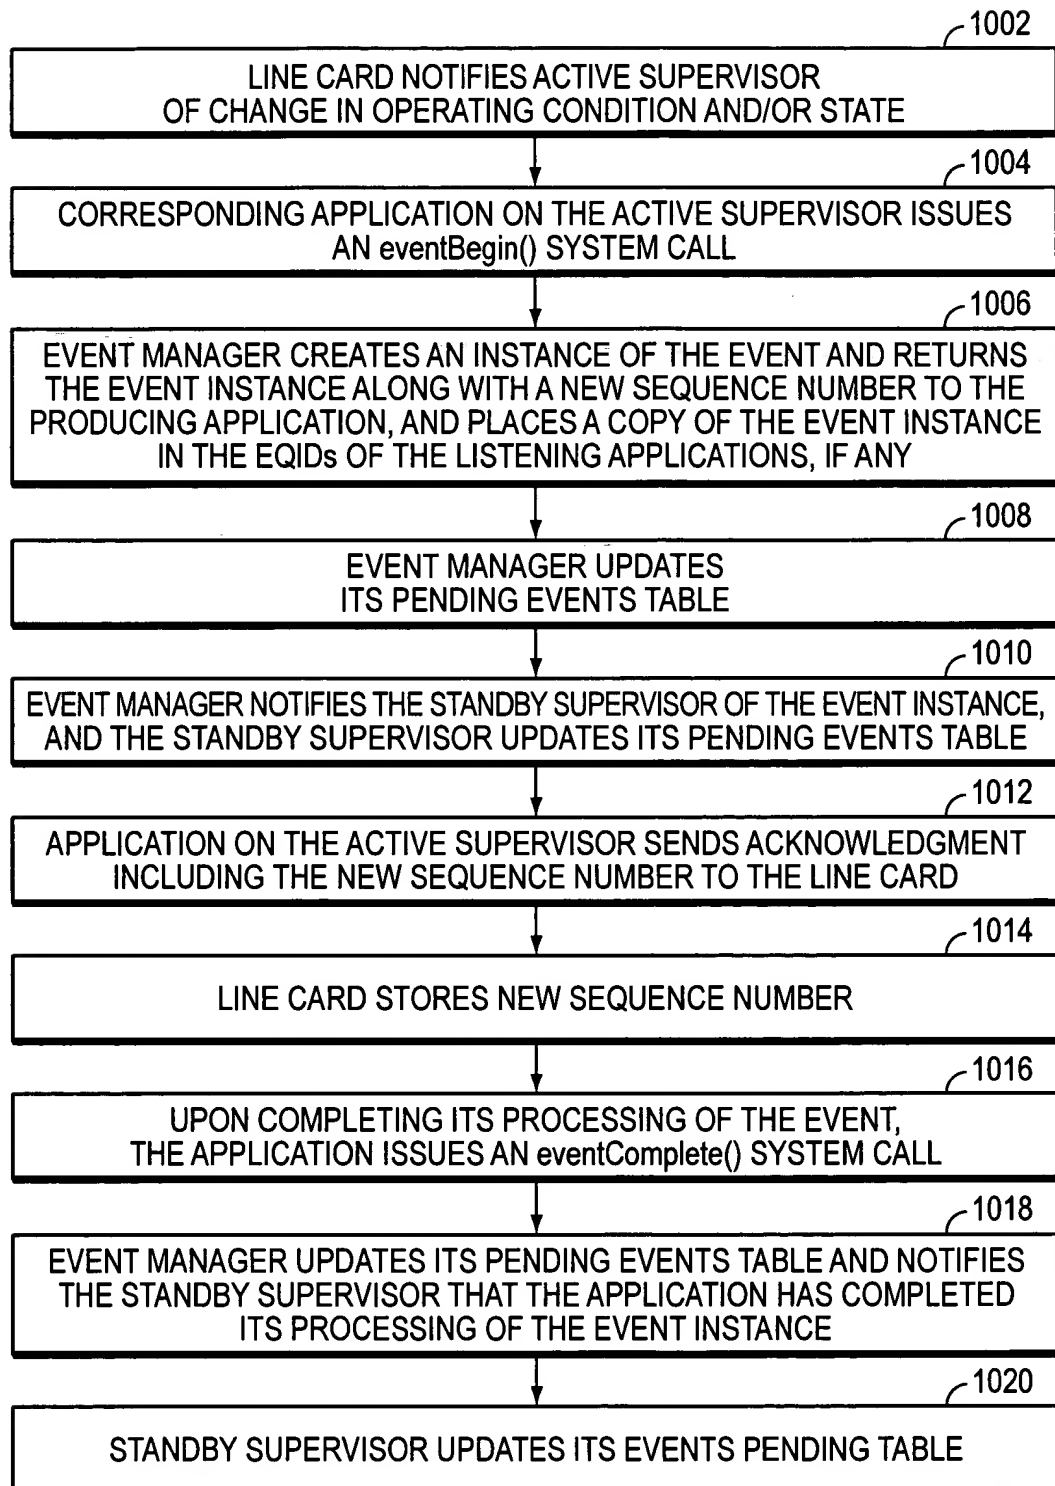 1002
LINE CARD NOTIFIES ACTIVE SUPERVISOR
OF CHANGE IN OPERATING CONDITION AND/OR STATE
1004
CORRESPONDING APPLICATION ON THE ACTIVE SUPERVISOR ISSUES
AN eventBegin() SYSTEM CALL
1006
EVENT MANAGER CREATES AN INSTANCE OF THE EVENT AND RETURNS
THE EVENT INSTANCE ALONG WITH A NEW SEQUENCE NUMBER TO THE
PRODUCING APPLICATION, AND PLACES A COPY OF THE EVENT INSTANCE
IN THE EQIDs OF THE LISTENING APPLICATIONS, IF ANY
1008
EVENT MANAGER UPDATES
ITS PENDING EVENTS TABLE
1010
EVENT MANAGER NOTIFIES THE STANDBY SUPERVISOR OF THE EVENT INSTANCE,
AND THE STANDBY SUPERVISOR UPDATES ITS PENDING EVENTS TABLE
1012
APPLICATION ON THE ACTIVE SUPERVISOR SENDS ACKNOWLEDGMENT
INCLUDING THE NEW SEQUENCE NUMBER TO THE LINE CARD
1014
LINE CARD STORES NEW SEQUENCE NUMBER
1016
UPON COMPLETING ITS PROCESSING OF THE EVENT,
THE APPLICATION ISSUES AN eventComplete() SYSTEM CALL
1018
EVENT MANAGER UPDATES ITS PENDING EVENTS TABLE AND NOTIFIES
THE STANDBY SUPERVISOR THAT THE APPLICATION HAS COMPLETED
ITS PROCESSING OF THE EVENT INSTANCE
1020
STANDBY SUPERVISOR UPDATES ITS EVENTS PENDING TABLE